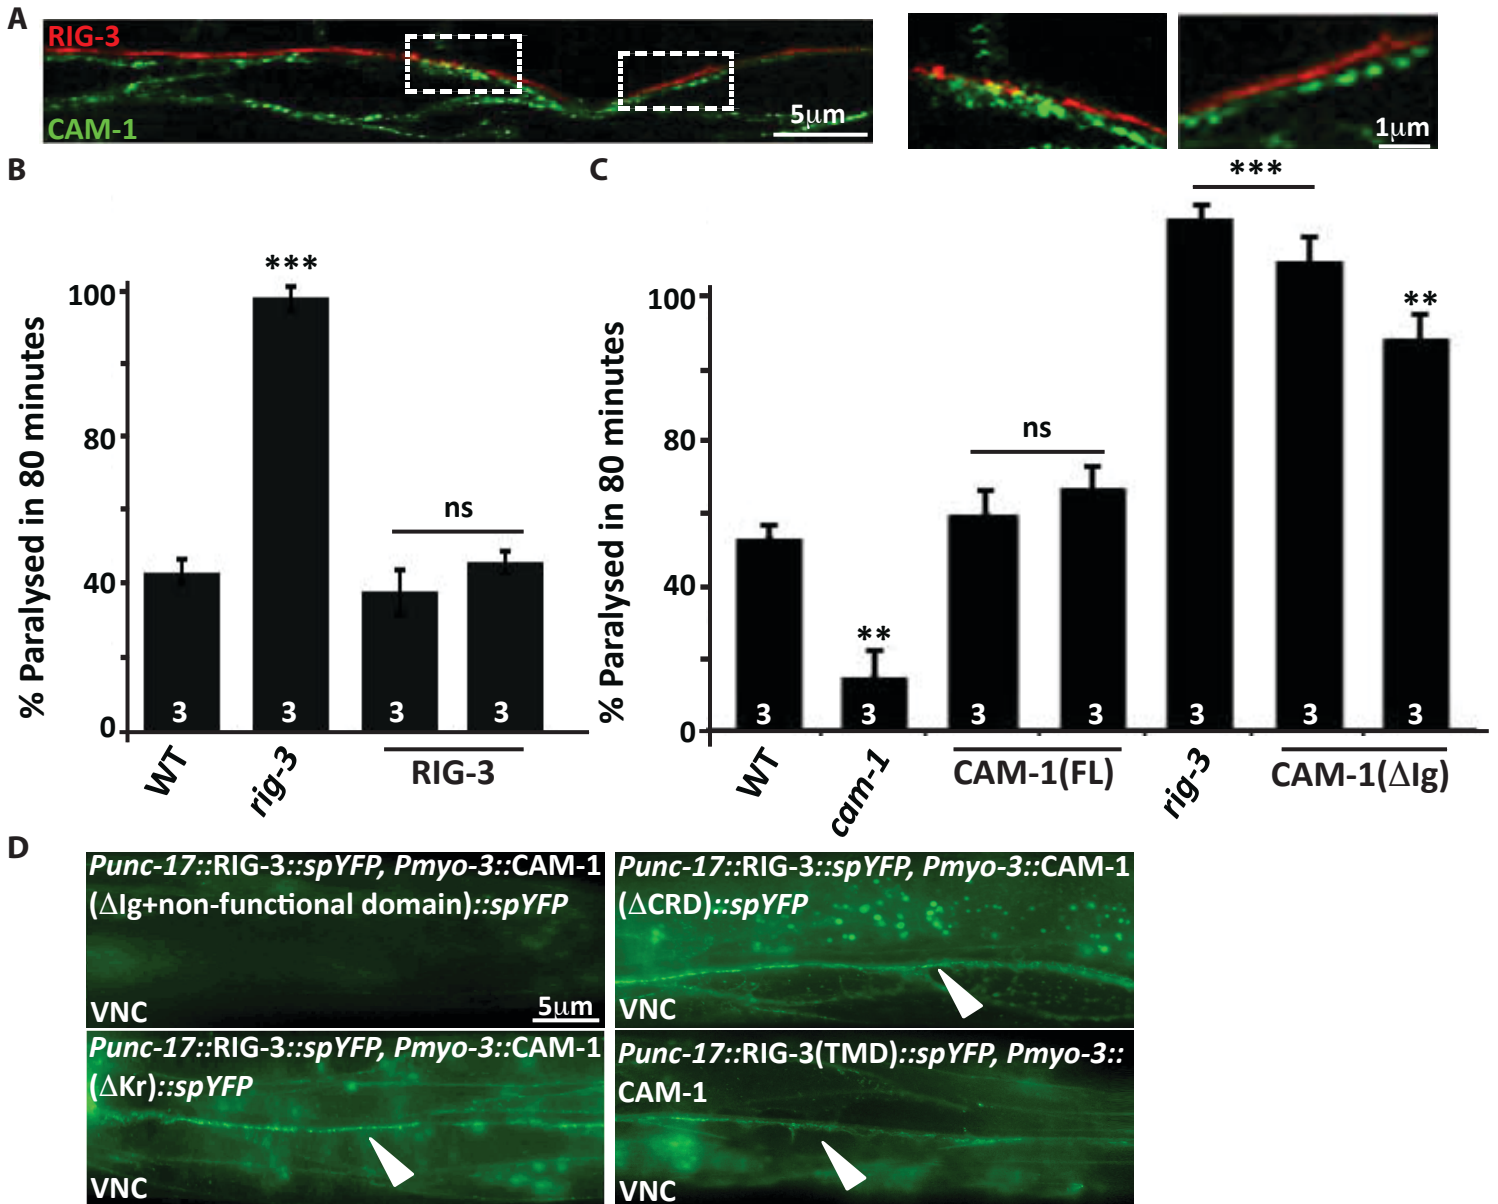 A
RIG-3
CAM-1
5µm
1µm
B
% Paralysed in 80 minutes
100
80
40
0
***
ns
3
3
3
3
WT
rig-3
RIG-3
C
% Paralysed in 80 minutes
100
80
40
0
**
ns
***
**
3
3
3
3
3
3
3
WT
cam-1
CAM-1(FL)
rig-3
CAM-1(ΔIg)
D
Punc-17::RIG-3::spYFP, Pmyo-3::CAM-1
(ΔIg+non-functional domain)::spYFP
VNC
5µm
Punc-17::RIG-3::spYFP, Pmyo-3::CAM-1
(ΔCRD)::spYFP
VNC
Punc-17::RIG-3::spYFP, Pmyo-3::CAM-1
(ΔKr)::spYFP
VNC
Punc-17::RIG-3(TMD)::spYFP, Pmyo-3::
CAM-1
VNC